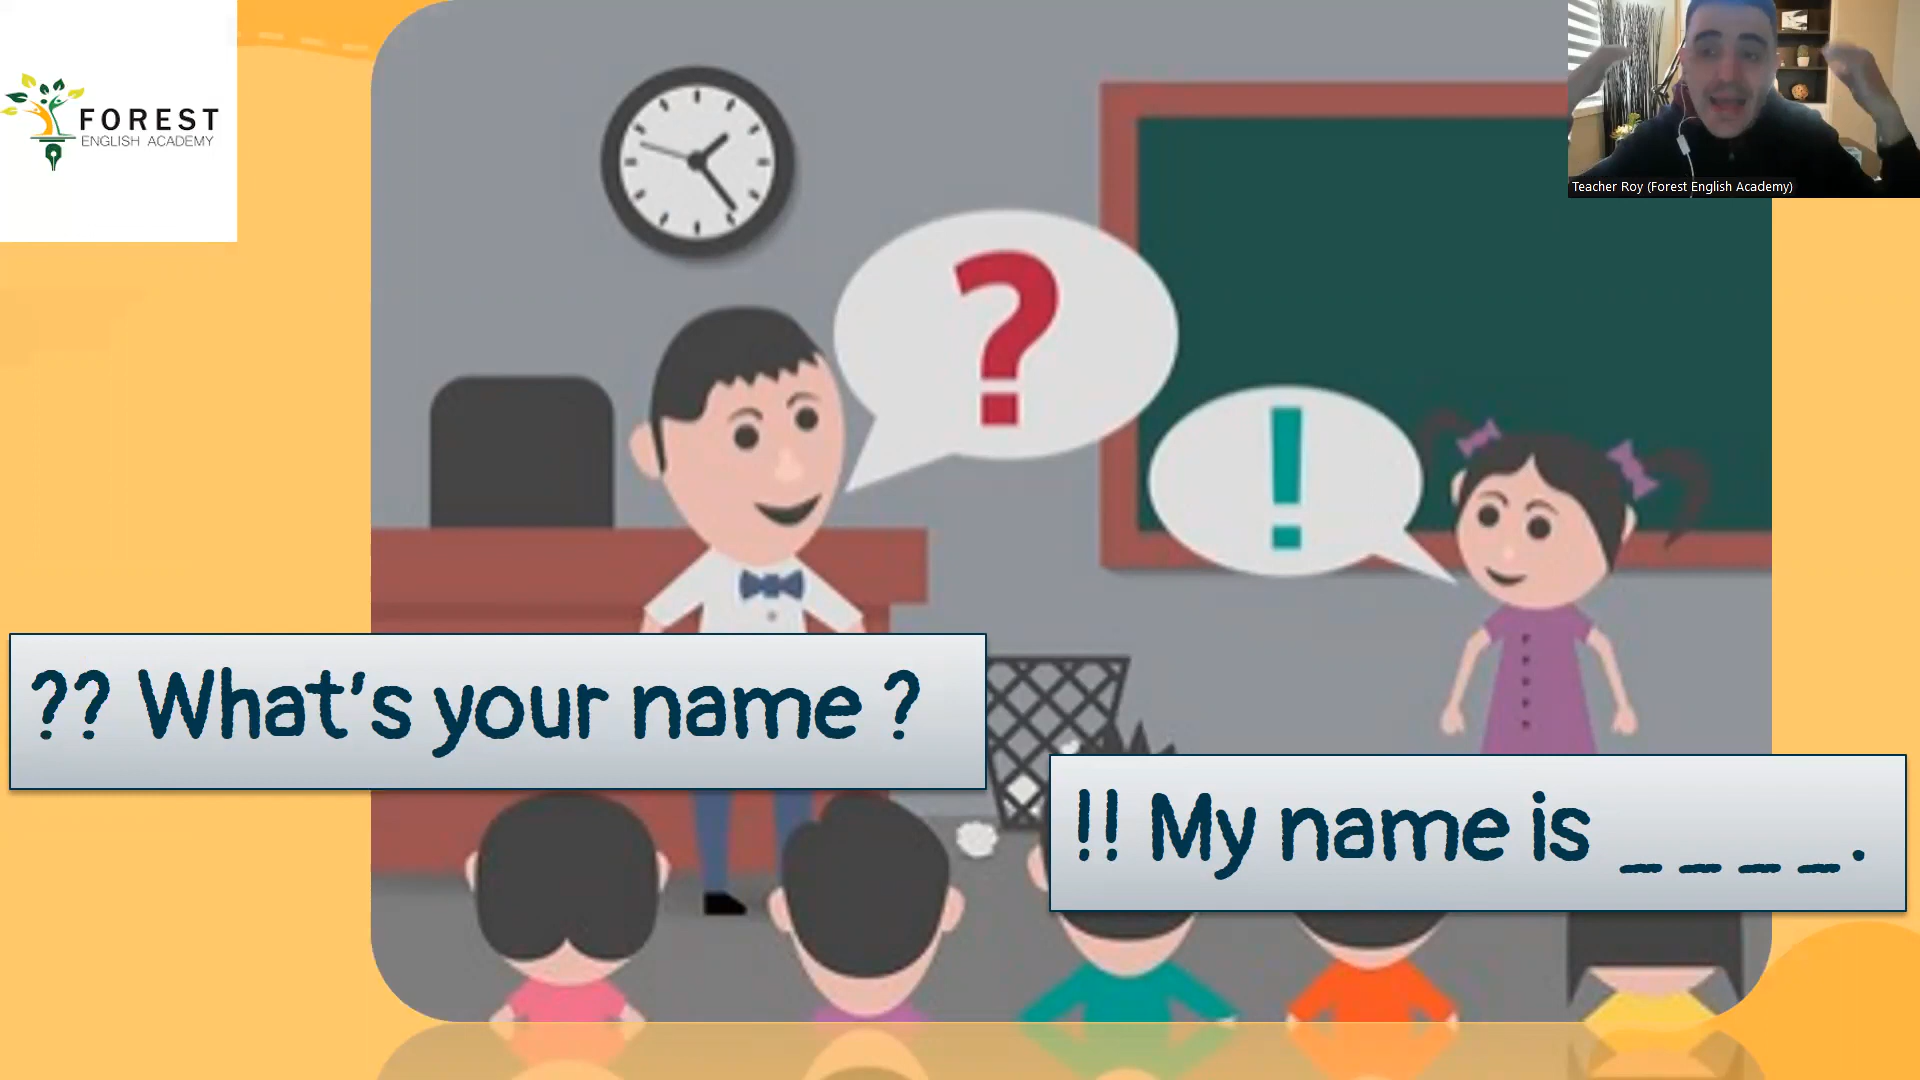 FOREST
ENGLISH ACADEMY
Teacher Roy (Forest English Academy)
?
!
?? What's your name ?
!! My name is _ _ _ _.